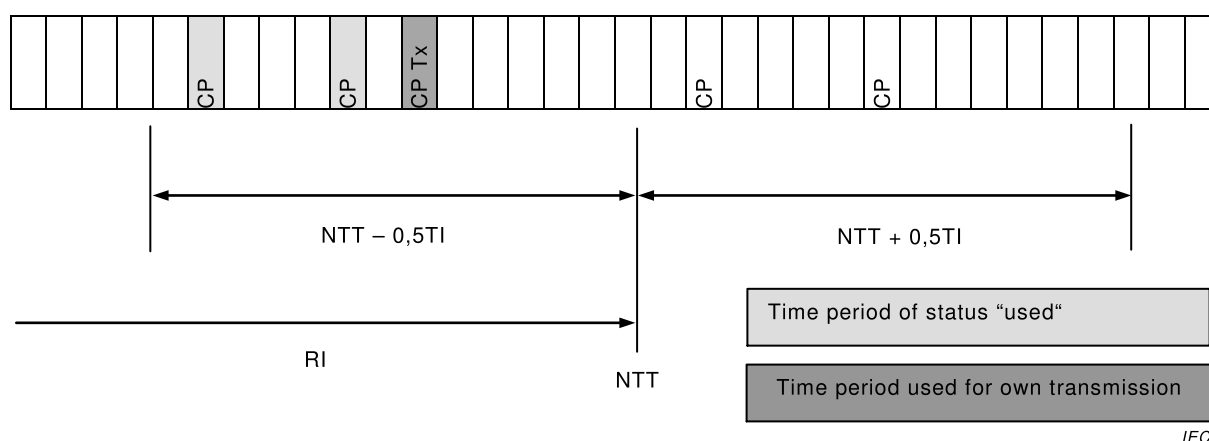 CP
CP
CP Tx
CP
CP
NTT – 0,5TI
NTT + 0,5TI
Time period of status “used“
RI
NTT
Time period used for own transmission
IEC